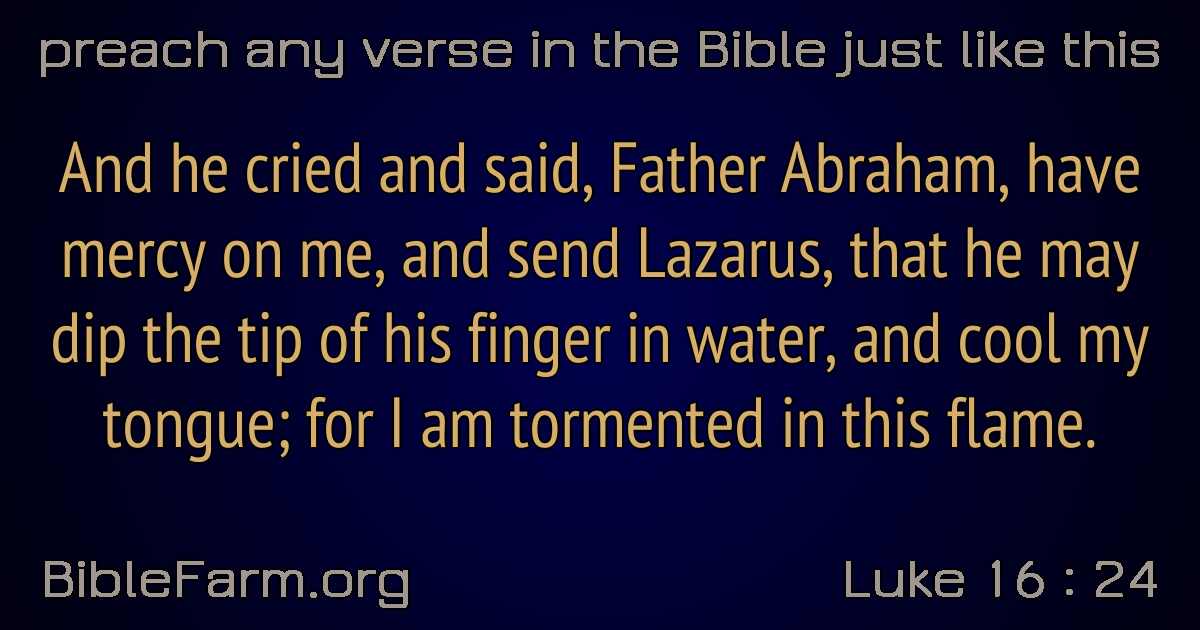 preach any verse in the Bible just like this
And he cried and said, Father Abraham, have
mercy on me, and send Lazarus, that he may
dip the tip of his finger in water, and cool my
tongue; for I am tormented in this flame.
BibleFarm.org
Luke 16 : 24